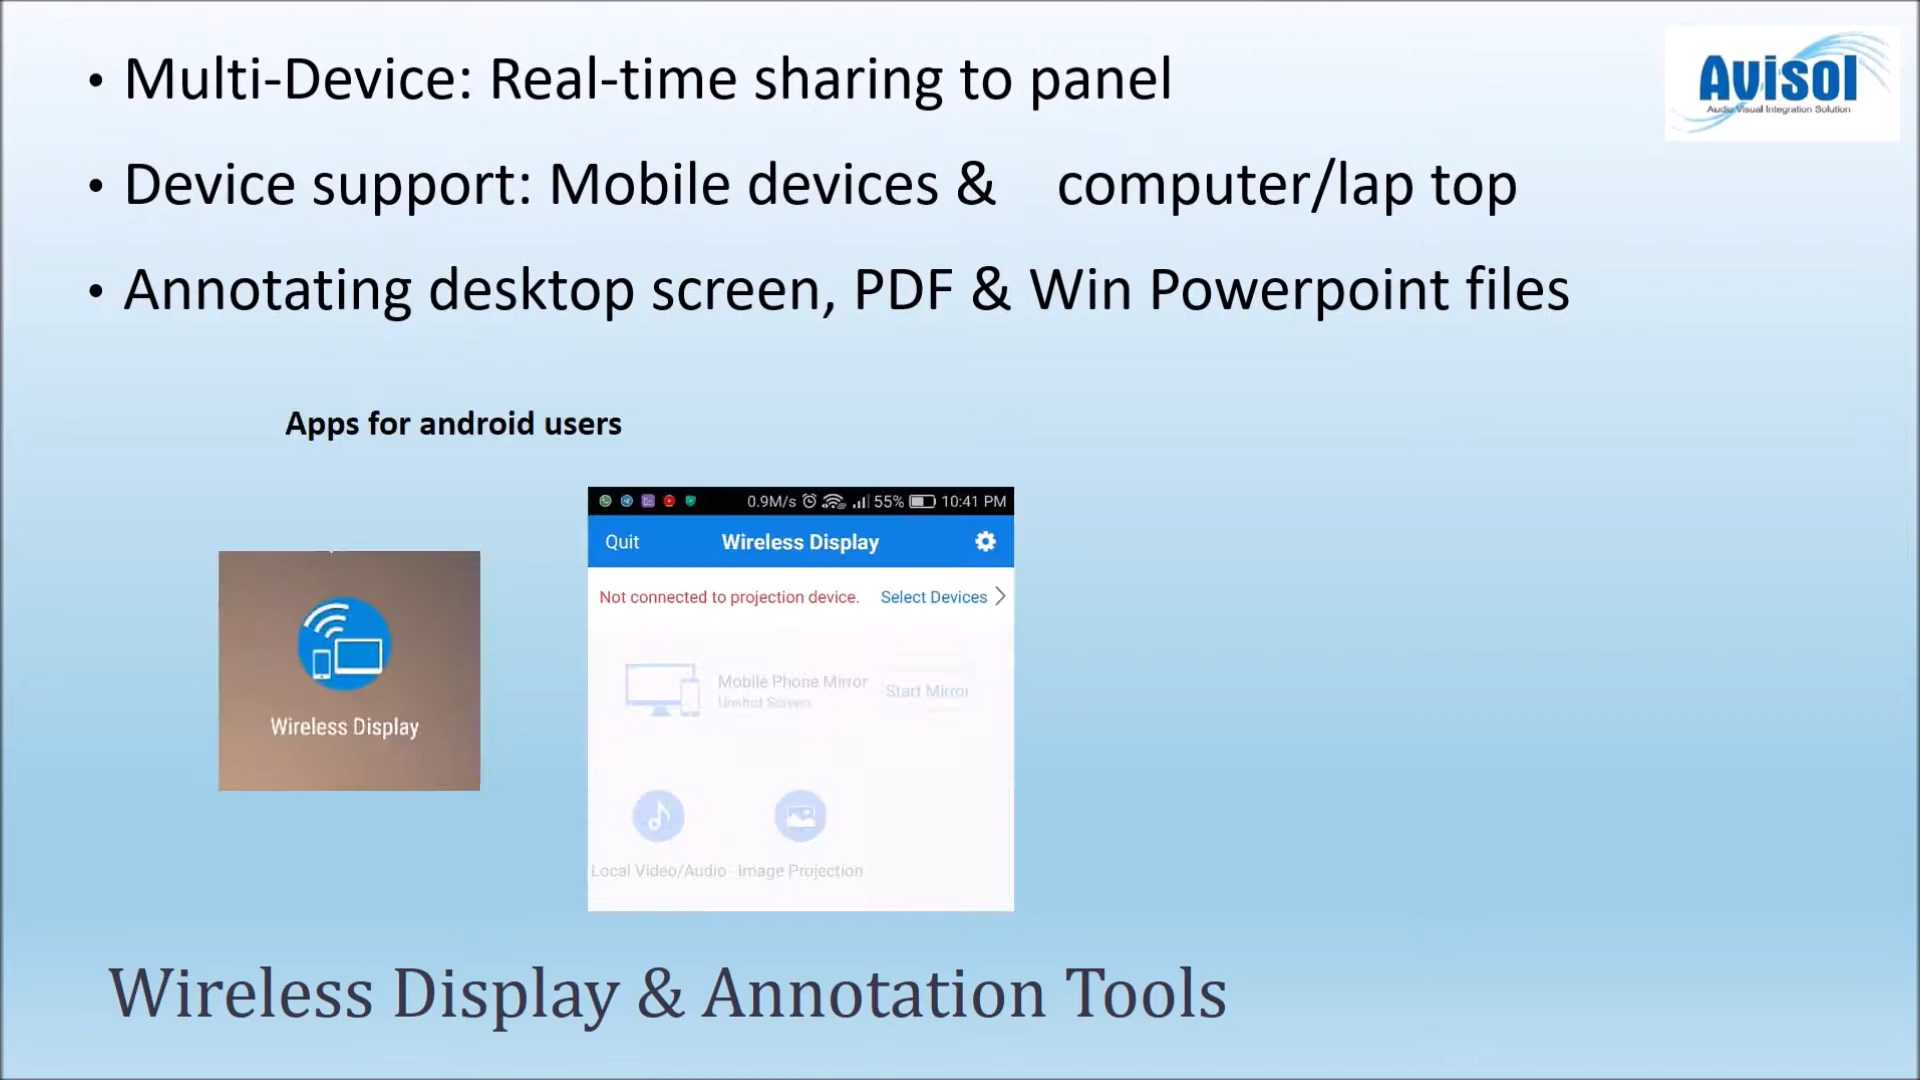 • Multi-Device: Real-time sharing to panel
Avisol
Audio Visual Integration Solution
• Device support: Mobile devices & computer/lap top
• Annotating desktop screen, PDF & Win Powerpoint files
Apps for android users
0.9M/s 55% 10:41 PM
Quit Wireless Display
Not connected to projection device. Select Devices
Mobile Phone Mirror Start Mirror
Screen
Wireless Display
Local Video/Audio Image Projection
Wireless Display & Annotation Tools